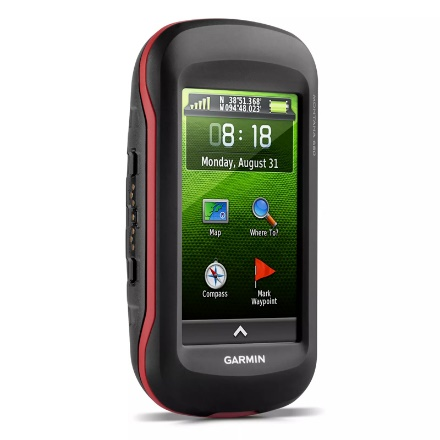 N 38°51.368'
W094°48.023'
08:18
Monday, August 31
Map
Where To?
Compass
Mark
Waypoint
GARMIN